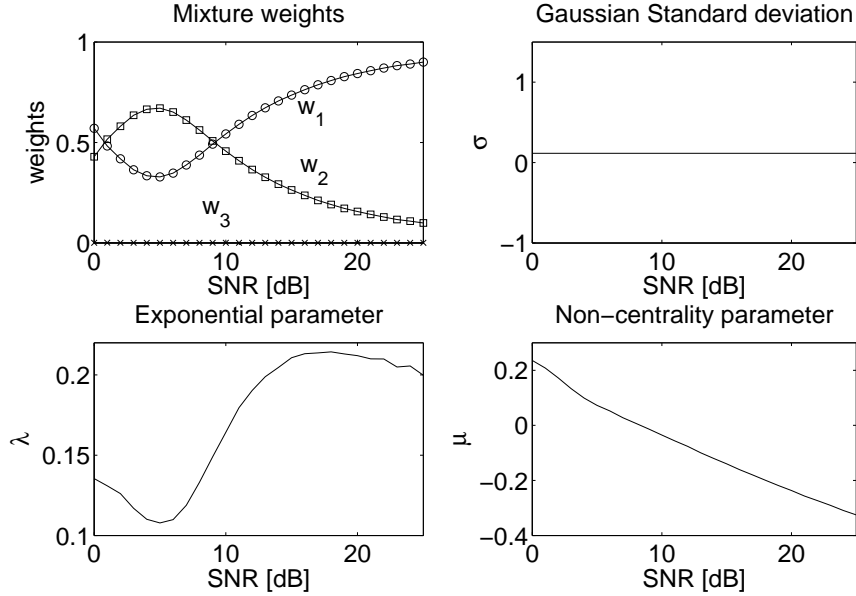 Mixture weights
1
0.5
0
weights
w1
w2
w3
0 10 20
SNR [dB]
Gaussian Standard deviation
1
0
−1
σ
0 10 20
SNR [dB]
Exponential parameter
0.2
0.15
0.1
λ
0 10 20
SNR [dB]
Non−centrality parameter
0.2
0
−0.2
−0.4
μ
0 10 20
SNR [dB]